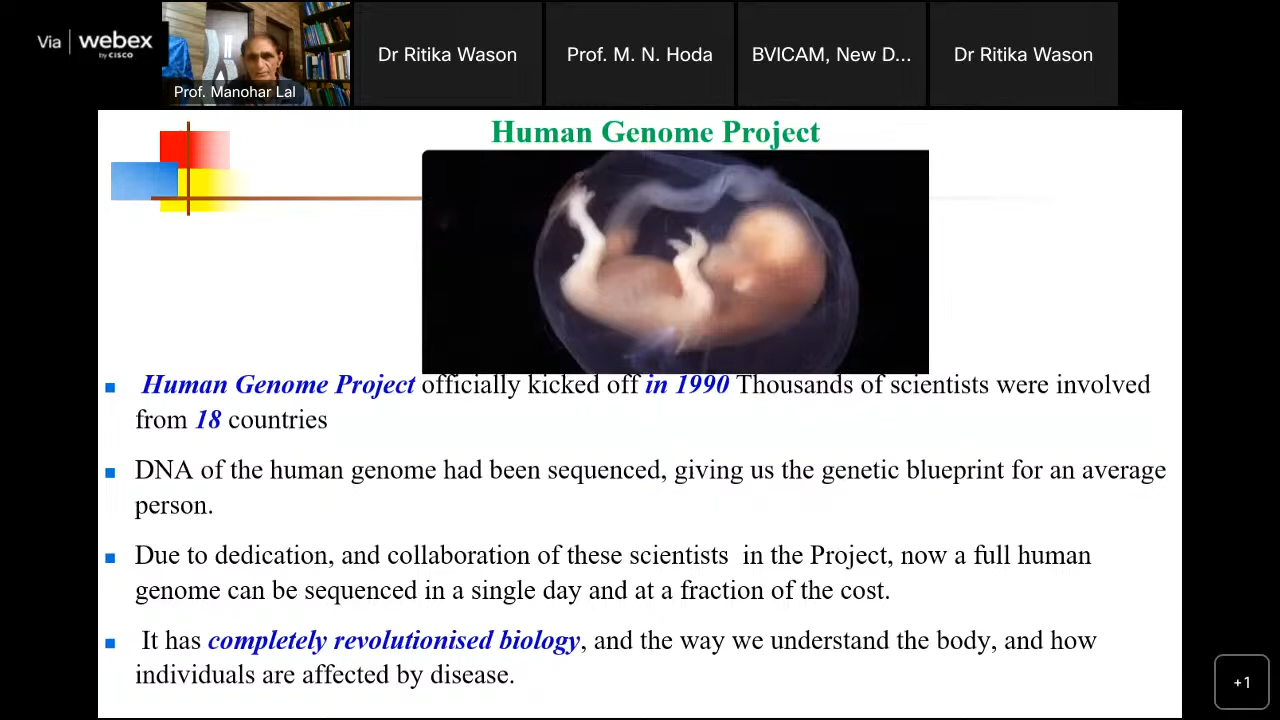 Via webex
by CISCO
Prof. Manohar Lal
Dr Ritika Wason
Prof. M. N. Hoda
BVICAM, New D...
Dr Ritika Wason
Human Genome Project
Human Genome Project officially kicked off in 1990 Thousands of scientists were involved
from 18 countries
DNA of the human genome had been sequenced, giving us the genetic blueprint for an average
person.
Due to dedication, and collaboration of these scientists in the Project, now a full human
genome can be sequenced in a single day and at a fraction of the cost.
It has completely revolutionised biology, and the way we understand the body, and how
individuals are affected by disease.
+1